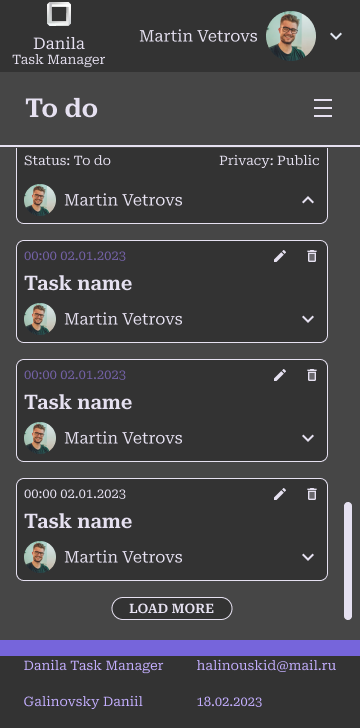 Danila
Task Manager
Martin Vetrovs
To do
Status: To do
Privacy: Public
Martin Vetrovs
00:00 02.01.2023
Task name
Martin Vetrovs
00:00 02.01.2023
Task name
Martin Vetrovs
00:00 02.01.2023
Task name
Martin Vetrovs
LOAD MORE
Danila Task Manager
halinouskid@mail.ru
Galinovsky Daniil
18.02.2023